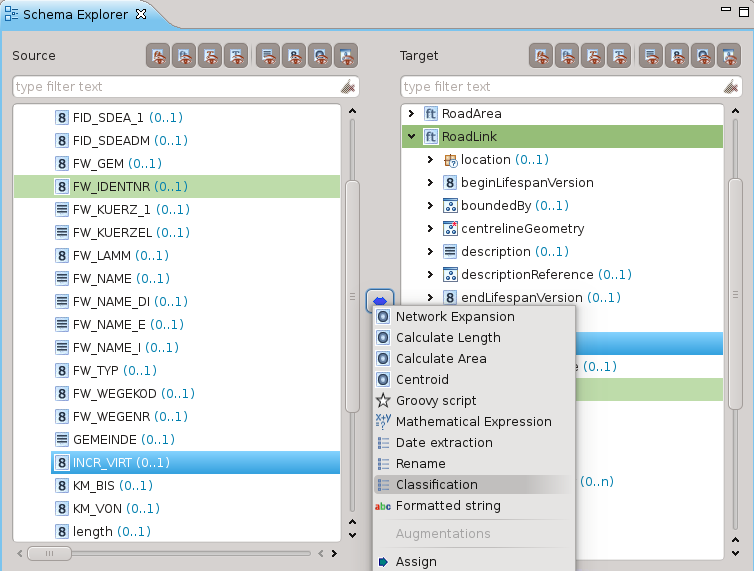 Schema Explorer
Source
Target
type filter text
type filter text
FID_SDEA_1 (0..1)
FID_SDEADM (0..1)
FW_GEM (0..1)
FW_IDENTNR (0..1)
FW_KUERZ_1 (0..1)
FW_KUERZEL (0..1)
FW_LAMM (0..1)
FW_NAME (0..1)
FW_NAME_DI (0..1)
FW_NAME_E (0..1)
FW_NAME_I (0..1)
FW_TYP (0..1)
FW_WEGEKOD (0..1)
FW_WEGENR (0..1)
GEMEINDE (0..1)
INCR_VIRT (0..1)
KM_BIS (0..1)
KM_VON (0..1)
length (0..1)
RoadArea
RoadLink
location (0..1)
beginLifespanVersion
boundedBy (0..1)
centrelineGeometry
description (0..1)
descriptionReference (0..1)
endLifespanVersion (0..1)
e (0..1)
(0..n)
Network Expansion
Calculate Length
Calculate Area
Centroid
Groovy script
Mathematical Expression
Date extraction
Rename
Classification
Formatted string
Augmentations
Assign